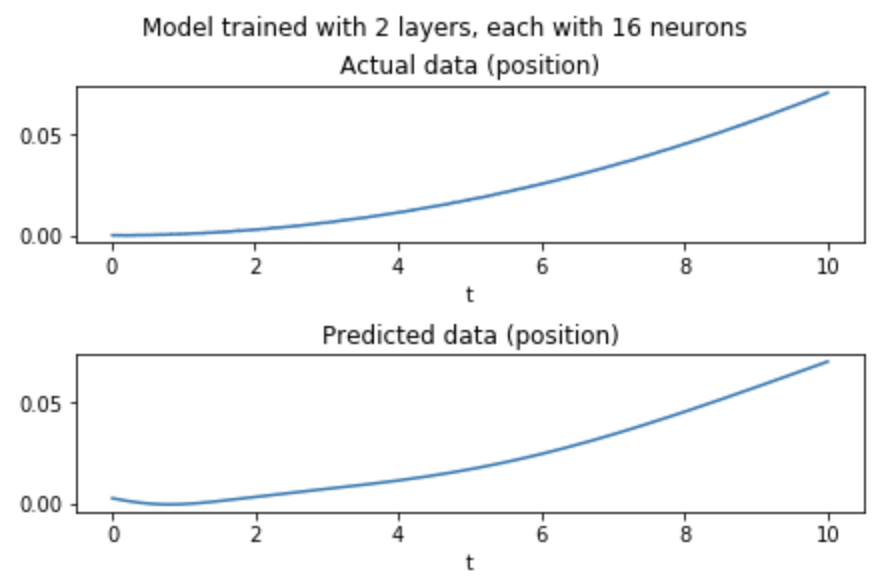 Model trained with 2 layers, each with 16 neurons
Actual data (position)
0.05
0.00
0 2 4 6 8 10
t
Predicted data (position)
0.05
0.00
0 2 4 6 8 10
t